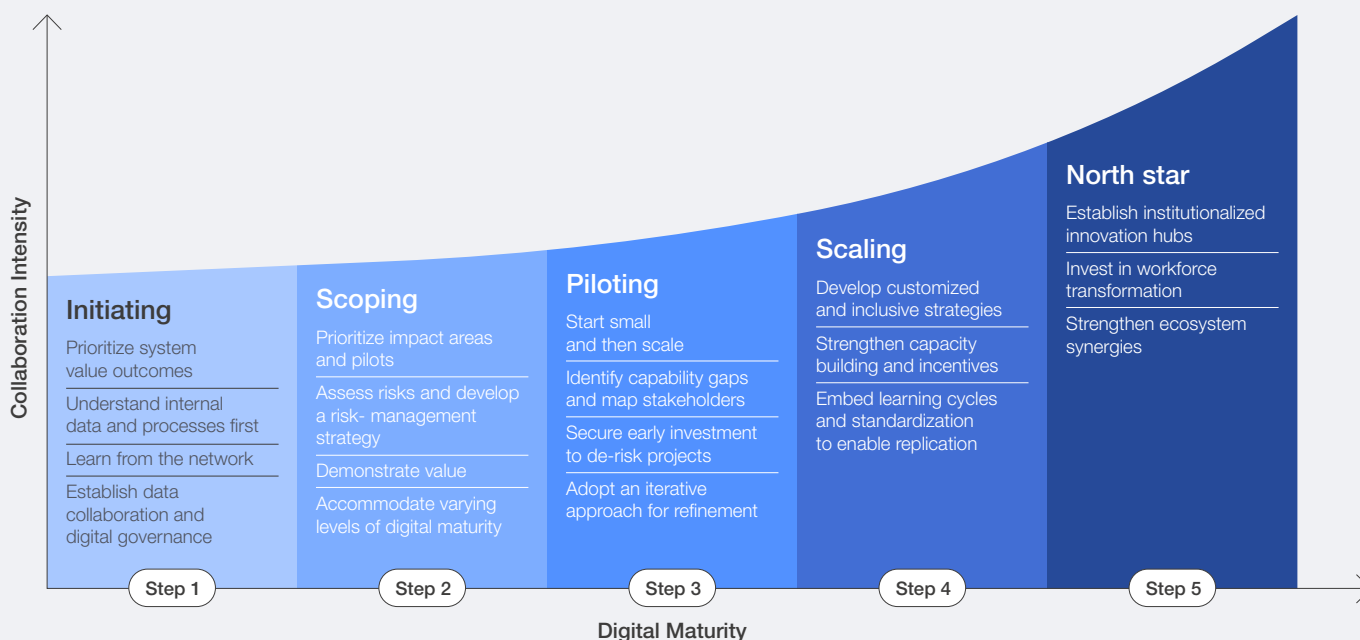 Collaboration Intensity
Initiating
Prioritize system
value outcomes
Understand internal
data and processes first
Learn from the network
Establish data
collaboration and
digital governance
Step 1
Scoping
Prioritize impact areas
and pilots
Assess risks and develop
a risk- management
strategy
Demonstrate value
Accommodate varying
levels of digital maturity
Step 2
Piloting
Start small
and then scale
Identify capability gaps
and map stakeholders
Secure early investment
to de-risk projects
Adopt an iterative
approach for refinement
Step 3
Scaling
Develop customized
and inclusive strategies
Strengthen capacity
building and incentives
Embed learning cycles
and standardization
to enable replication
Step 4
North star
Establish institutionalized
innovation hubs
Invest in workforce
transformation
Strengthen ecosystem
synergies
Step 5
Digital Maturity